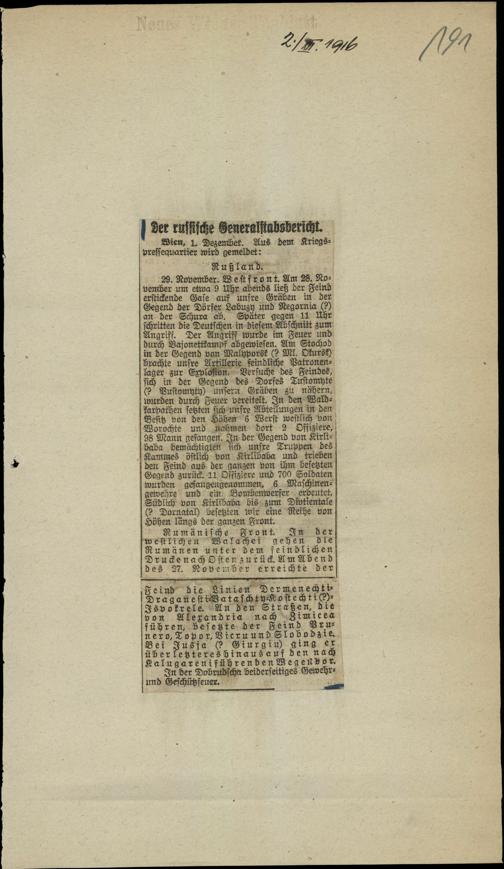 Neues Wiener Tagblatt
2./XII. 1916
191
Der russische Generalstabsbericht.
Wien, 1. Dezember. Aus dem Kriegs-
pressequartier wird gemeldet:
Rußland.
29. November. Westfront. Am 28. No-
vember um etwa 9 Uhr abends ließ der Feind
erstickende Gase auf unsre Gräben in der
Gegend der Dörfer Labuzy und Negornia (?)
an der Schura ab. Später gegen 11 Uhr
schritten die Deutschen in diesem Abschnitt zum
Angriff. Der Angriff wurde im Feuer und
durch Bajonettkampf abgewiesen. Am Stochod
in der Gegend von Malyporsk (? Ml. Obursk)
brachte unsre Artillerie feindliche Patronen-
lager zur Explosion. Versuche des Feindes,
sich in der Gegend des Dorfes Tustomyte
(? Pustomyty) unsern Gräben zu nähern,
wurden durch Feuer vereitelt. In den Wald-
karpathen setzten sich unsre Abteilungen in den
Besitz von den Höhen 6 Werst westlich von
Worochte und nahmen dort 2 Offiziere,
98 Mann gefangen. In der Gegend von Kirli-
baba bemächtigten sich unsre Truppen des
Kammes östlich von Kirlibaba und trieben
den Feind aus der ganzen von ihm besetzten
Gegend zurück. 11 Offiziere und 700 Soldaten
wurden gefangengenommen, 6 Maschinen-
gewehre und ein Bombenwerfer erbeutet.
Südlich von Kirlibaba bis zum Distientale
(? Dornatal) besetzten wir eine Reihe von
Höhen längs der ganzen Front.
Rumänische Front. In der
westlichen Walachei gehen die
Rumänen unter dem feindlichen
Drucke nach Osten zurück. Am Abend
des 27. November erreichte der
Feind die Linien Dermenechti-
Draganesti-Vataschty-Kostechti (?)-
Isvokrele. An den Straßen, die
von Alexandria nach Zimicea
führen, besetzte der Feind Bru-
nero, Topor, Vieru und Slobodzie.
Bei Jusja (? Giurgiu) ging er
über letzteres hinaus auf den nach
Kalugareni führenden Wegen vor.
In der Dobrudscha beiderseitiges Gewehr-
und Geschützfeuer.